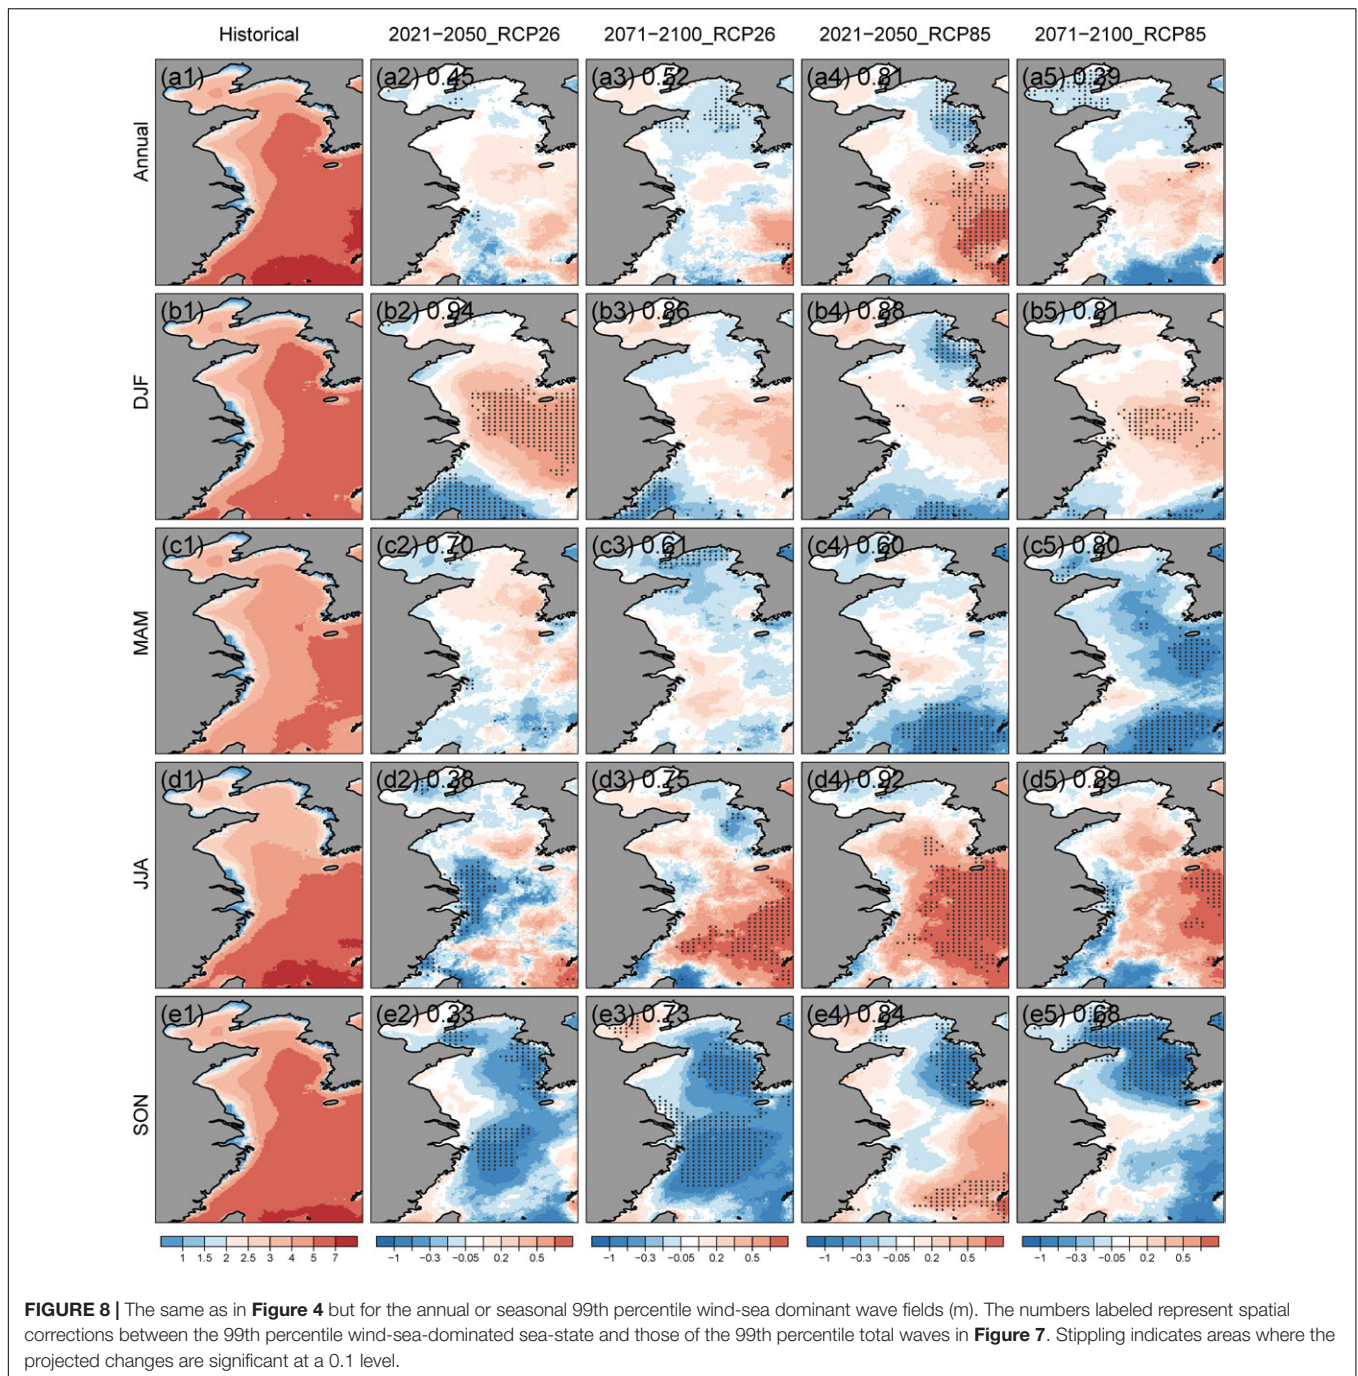 Historical 2021−2050_RCP26 2071−2100_RCP26 2021−2050_RCP85 2071−2100_RCP85
Annual
(a1) (a2) 0.45 (a3) 0.52 (a4) 0.81 (a5) 0.39
DJF
(b1) (b2) 0.94 (b3) 0.86 (b4) 0.88 (b5) 0.81
MAM
(c1) (c2) 0.70 (c3) 0.61 (c4) 0.60 (c5) 0.80
JJA
(d1) (d2) 0.38 (d3) 0.75 (d4) 0.92 (d5) 0.89
SON
(e1) (e2) 0.33 (e3) 0.73 (e4) 0.84 (e5) 0.68
1 1.5 2 2.5 3 4 5 7 −1 −0.3 −0.05 0.2 0.5 −1 −0.3 −0.05 0.2 0.5 −1 −0.3 −0.05 0.2 0.5 −1 −0.3 −0.05 0.2 0.5
FIGURE 8 | The same as in Figure 4 but for the annual or seasonal 99th percentile wind-sea dominant wave fields (m). The numbers labeled represent spatial
corrections between the 99th percentile wind-sea-dominated sea-state and those of the 99th percentile total waves in Figure 7. Stippling indicates areas where the
projected changes are significant at a 0.1 level.